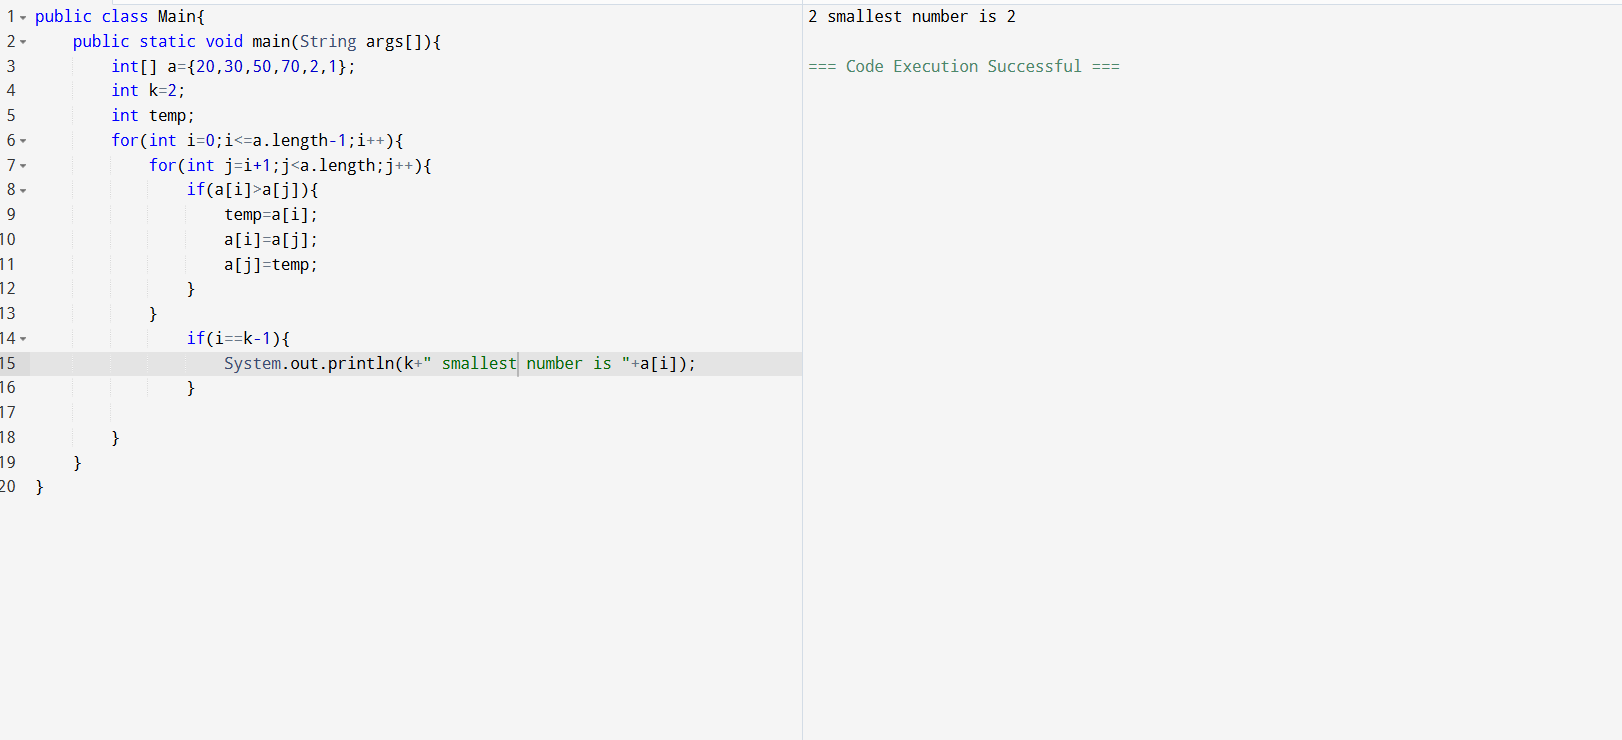 1 public class Main{
2 public static void main(String args[]){
3 int[] a={20,30,50,70,2,1};
4 int k=2;
5 int temp;
6 for(int i=0;i<=a.length-1;i++){
7 for(int j=i+1;j<a.length;j++){
8 if(a[i]>a[j]){
9 temp=a[i];
10 a[i]=a[j];
11 a[j]=temp;
12 }
13 }
14 if(i==k-1){
15 System.out.println(k+" smallest number is "+a[i]);
16 }
17
18 }
19 }
20 }
2 smallest number is 2
=== Code Execution Successful ===